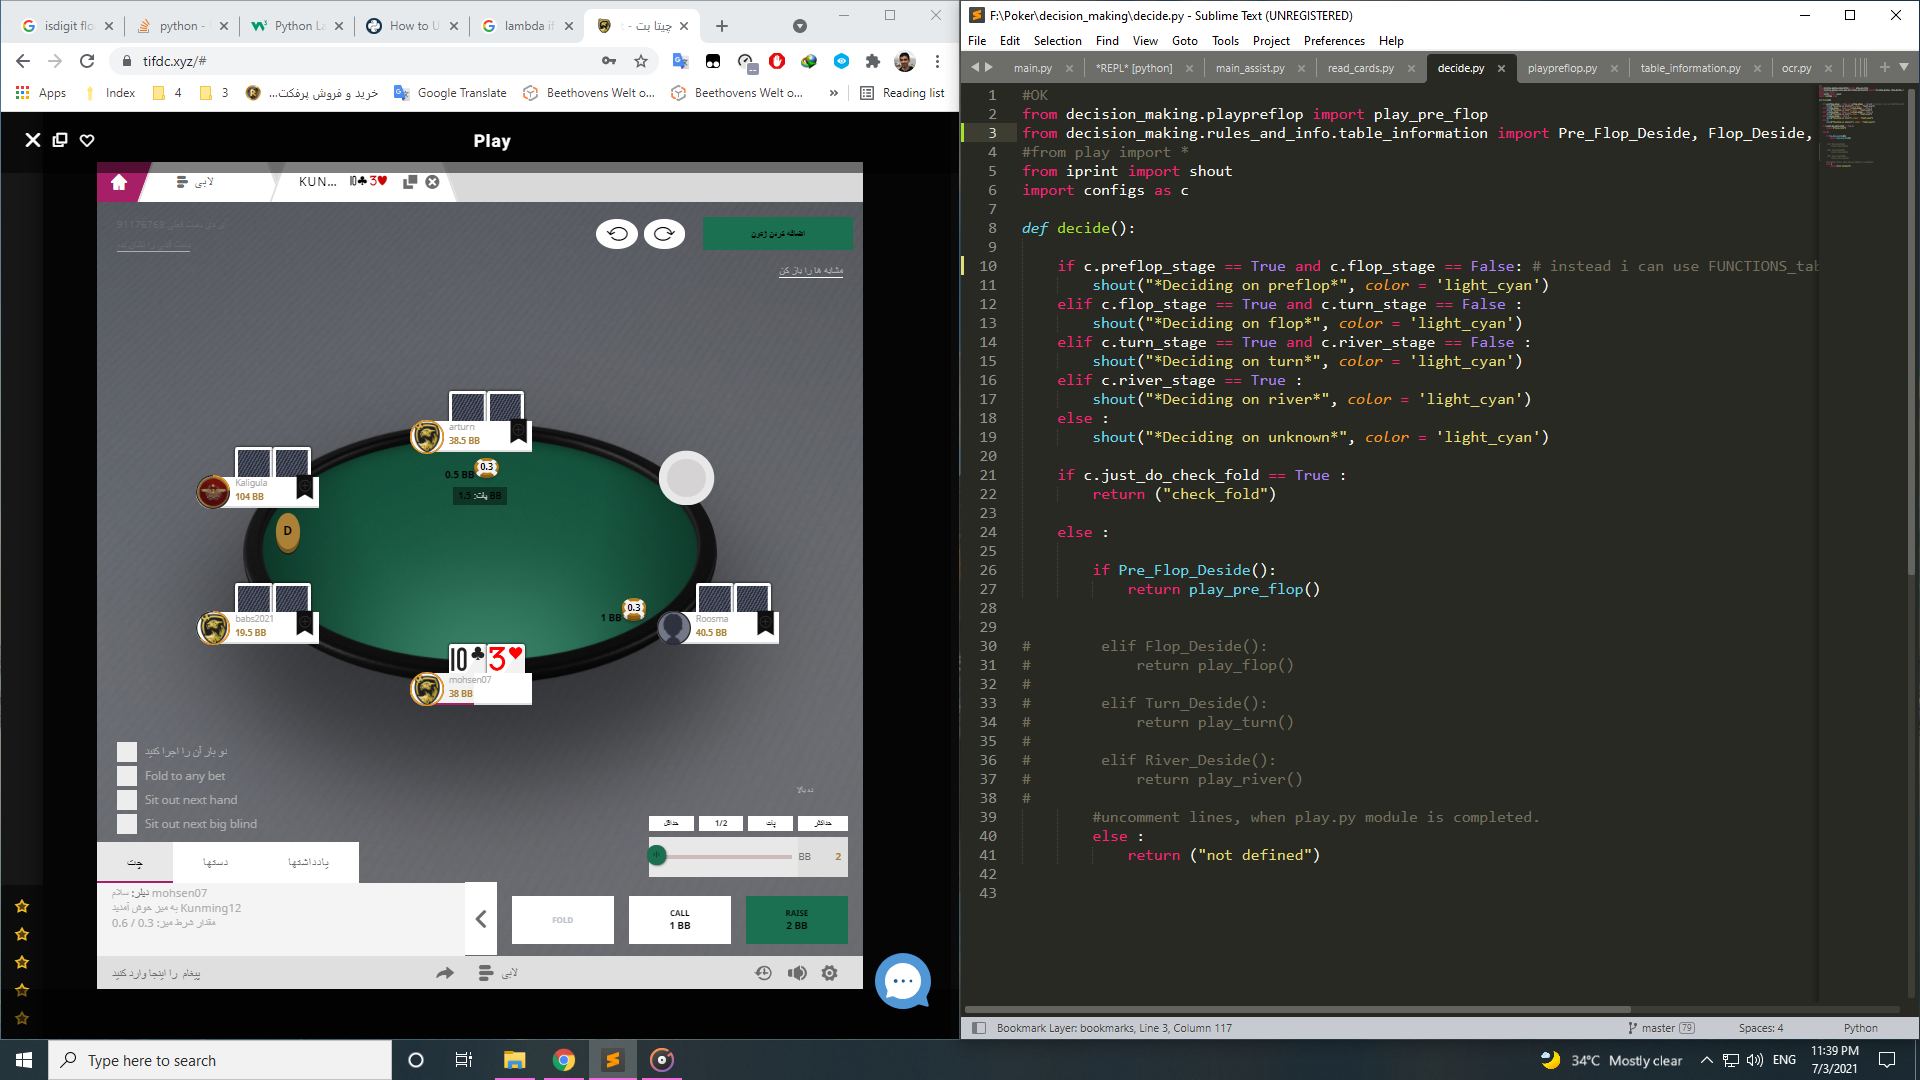 isdigit flo
python -
Python La
How to U
lambda if
چیتا بت -
tifdc.xyz/#
Apps
Index
4
3
خرید و فروش پرفکت...
Google Translate
Beethovens Welt o...
Beethovens Welt o...
»
Reading list
Play
لابی
KUN...
10♣3♥
91176768
اضافه کردن ژتون
مشابه ها را باز کن
arturn
38.5 BB
Kaligula
104 BB
0.5 BB
0.3
پات: 1.5 BB
D
babs2021
19.5 BB
1 BB
0.3
Roosma
40.5 BB
10♣ 3♥
mohsen07
38 BB
دو بار آن را اجرا کنید
Fold to any bet
Sit out next hand
Sit out next big blind
حداقل
1/2
پات
حداکثر
BB 2
چت
دستها
یادداشتها
دیلر: سلام mohsen07
به میز خوش آمدید Kunming12
مقدار شرط میز: 0.3 / 0.6
FOLD
CALL
1 BB
RAISE
2 BB
پیغام را اینجا وارد کنید
لابی
F:\Poker\decision_making\decide.py - Sublime Text (UNREGISTERED)
File Edit Selection Find View Goto Tools Project Preferences Help
main.py
*REPL* [python]
main_assist.py
read_cards.py
decide.py
playpreflop.py
table_information.py
ocr.py
1 #OK
2 from decision_making.playpreflop import play_pre_flop
3 from decision_making.rules_and_info.table_information import Pre_Flop_Deside, Flop_Deside,
4 #from play import *
5 from iprint import shout
6 import configs as c
7
8 def decide():
9
10 if c.preflop_stage == True and c.flop_stage == False: # instead i can use FUNCTIONS_tab
11 shout("*Deciding on preflop*", color = 'light_cyan')
12 elif c.flop_stage == True and c.turn_stage == False :
13 shout("*Deciding on flop*", color = 'light_cyan')
14 elif c.turn_stage == True and c.river_stage == False :
15 shout("*Deciding on turn*", color = 'light_cyan')
16 elif c.river_stage == True :
17 shout("*Deciding on river*", color = 'light_cyan')
18 else :
19 shout("*Deciding on unknown*", color = 'light_cyan')
20
21 if c.just_do_check_fold == True :
22 return ("check_fold")
23
24 else :
25
26 if Pre_Flop_Deside():
27 return play_pre_flop()
28
29
30 # elif Flop_Deside():
31 # return play_flop()
32 #
33 # elif Turn_Deside():
34 # return play_turn()
35 #
36 # elif River_Deside():
37 # return play_river()
38 #
39 #uncomment lines, when play.py module is completed.
40 else :
41 return ("not defined")
42
43
Bookmark Layer: bookmarks, Line 3, Column 117
master 79
Spaces: 4
Python
Type here to search
34°C Mostly clear
ENG
11:39 PM
7/3/2021